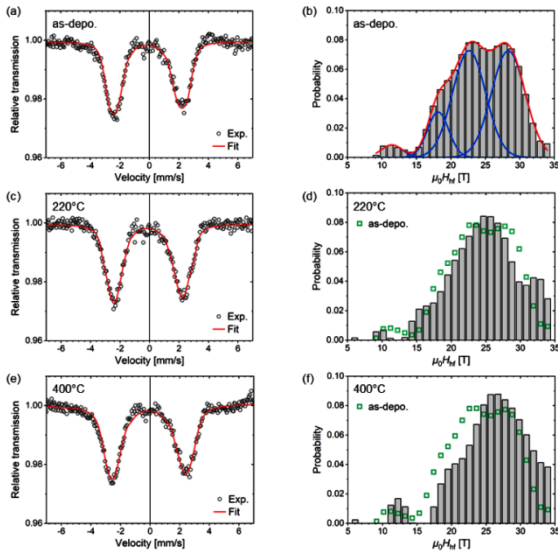 (a)
as-depo.
Relative transmission
1.00
0.98
0.96
-6 -4 -2 0 2 4 6
Velocity [mm/s]
Exp.
Fit
(b)
as-depo.
Probability
0.10
0.08
0.06
0.04
0.02
0.00
5 10 15 20 25 30 35
μ₀Hhf [T]
(c)
220°C
Relative transmission
1.00
0.98
0.96
-6 -4 -2 0 2 4 6
Velocity [mm/s]
Exp.
Fit
(d)
220°C
as-depo.
Probability
0.10
0.08
0.06
0.04
0.02
0.00
5 10 15 20 25 30 35
μ₀Hhf [T]
(e)
400°C
Relative transmission
1.00
0.98
0.96
-6 -4 -2 0 2 4 6
Velocity [mm/s]
Exp.
Fit
(f)
400°C
as-depo.
Probability
0.10
0.08
0.06
0.04
0.02
0.00
5 10 15 20 25 30 35
μ₀Hhf [T]